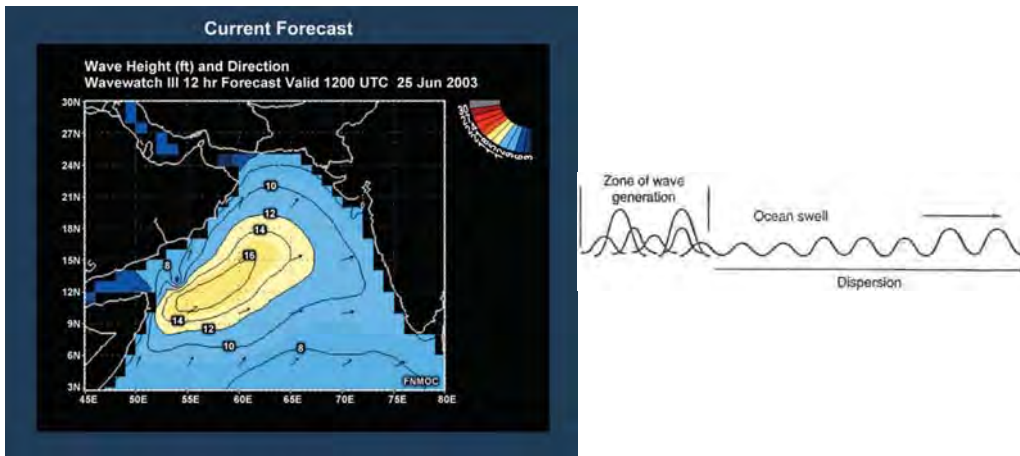 Current Forecast
Wave Height (ft) and Direction
Wavewatch III 12 hr Forecast Valid 1200 UTC 25 Jun 2003
30N
27N
24N
21N
18N
15N
12N
9N
6N
3N
10
12
14
16
8
14
12
10
8
FNMOC
45E
50E
55E
60E
65E
70E
75E
80E
Zone of wave
generation
Ocean swell
Dispersion